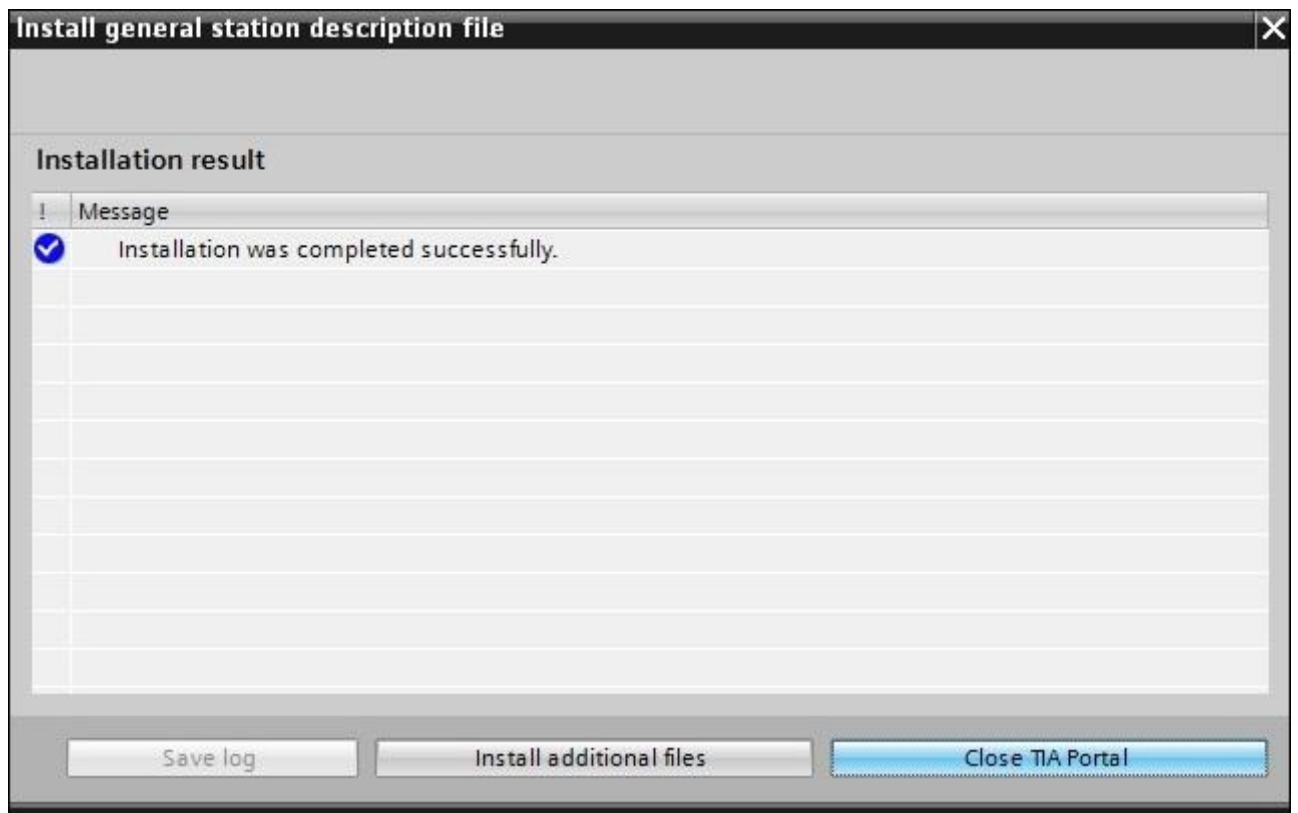 Install general station description file
Installation result
! Message
Installation was completed successfully.
Save log Install additional files Close TIA Portal